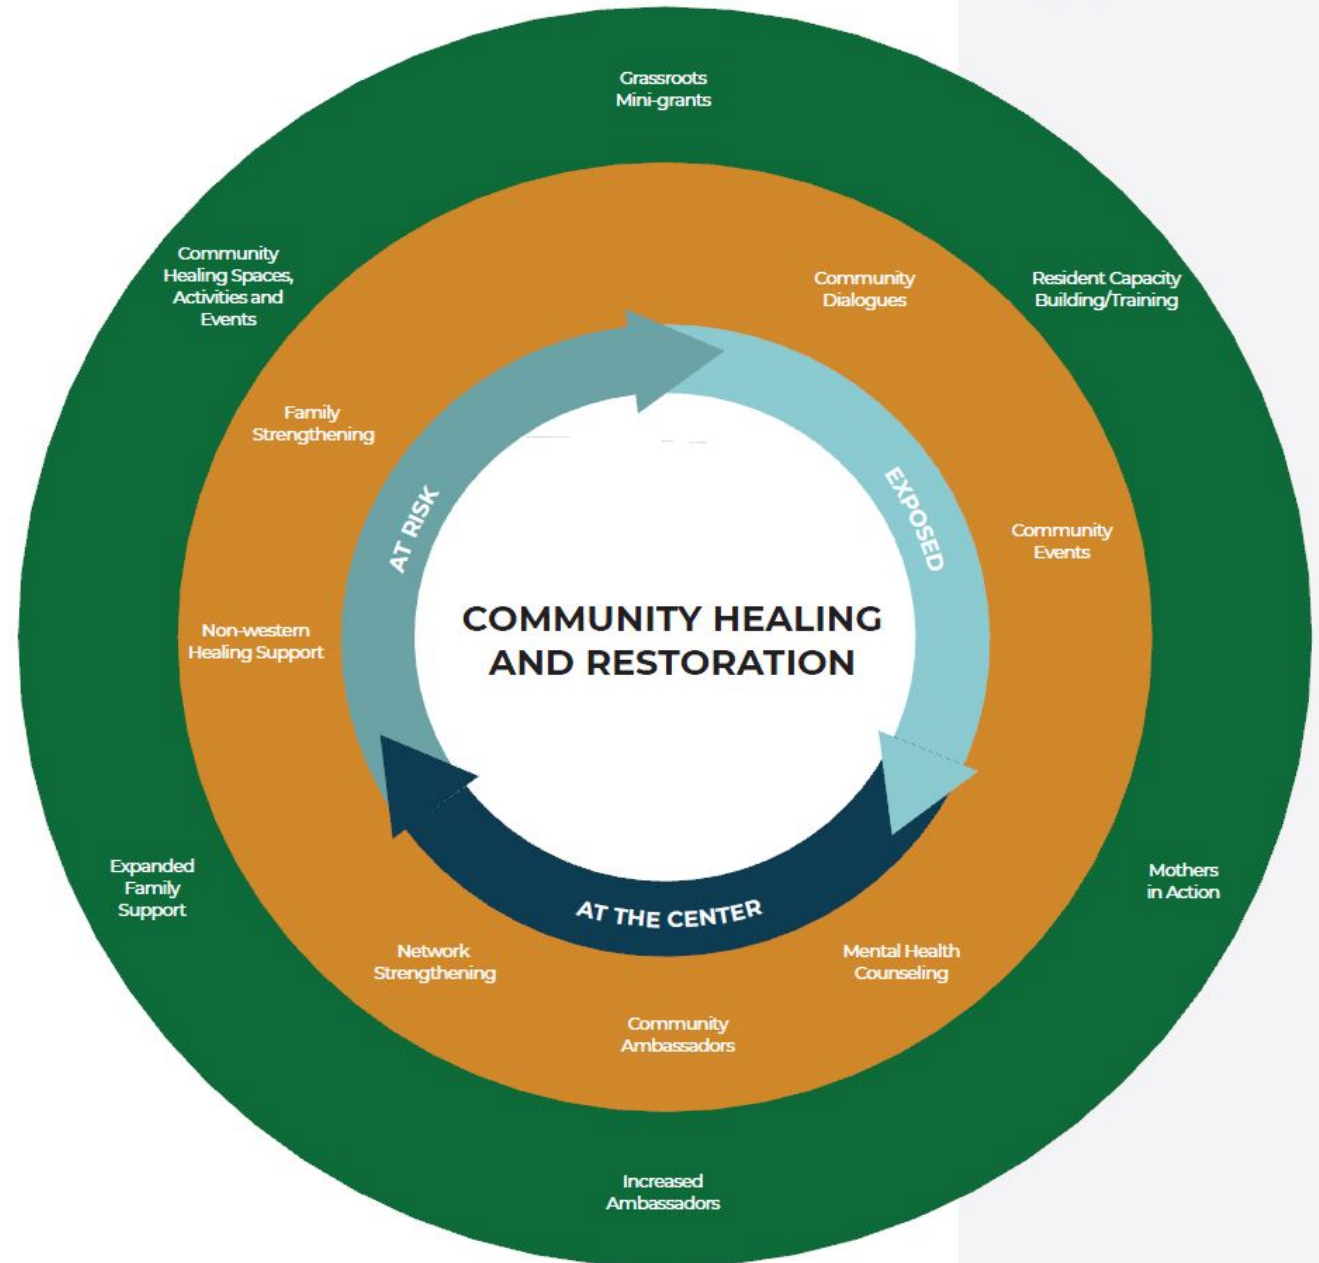 Grassroots
Mini-grants
Community
Healing Spaces,
Activities and
Events
Community
Dialogues
Resident Capacity
Building/Training
Family
Strengthening
AT RISK
EXPOSED
Community
Events
COMMUNITY HEALING
AND RESTORATION
Non-western
Healing Support
Expanded
Family
Support
Mothers
in Action
AT THE CENTER
Network
Strengthening
Mental Health
Counseling
Community
Ambassadors
Increased
Ambassadors